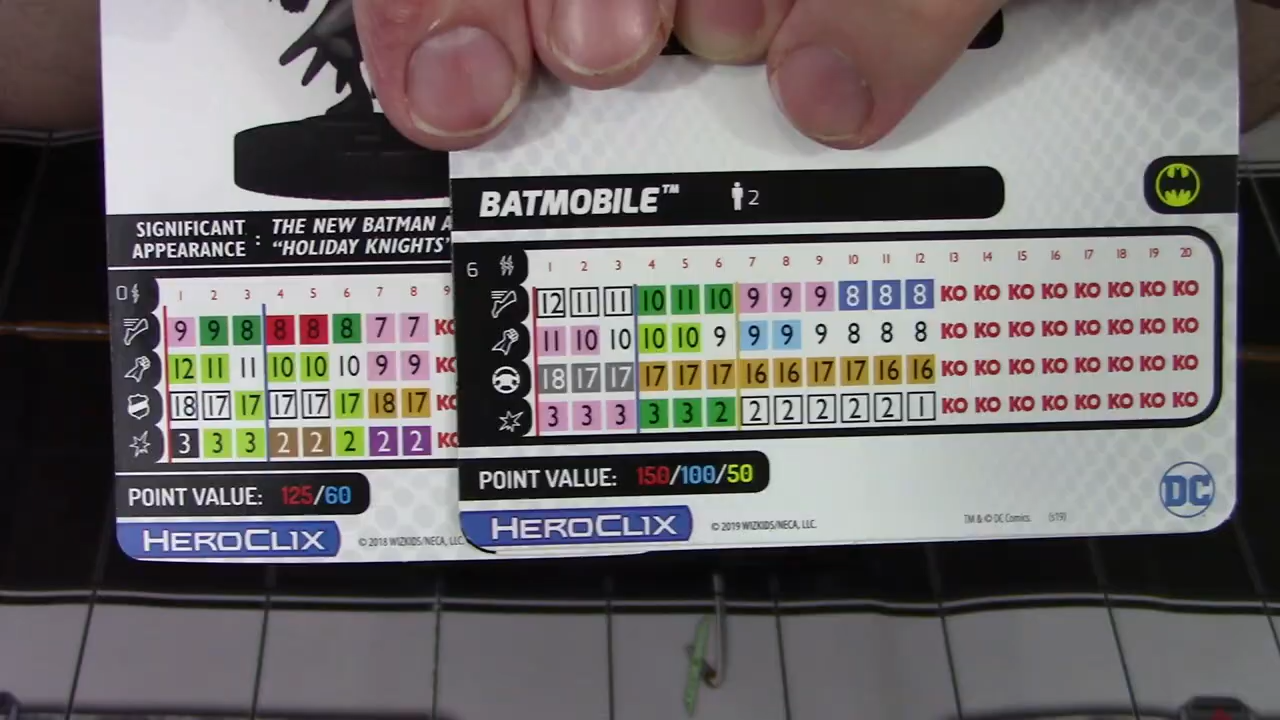 SIGNIFICANT APPEARANCE : THE NEW BATMAN A
"HOLIDAY KNIGHTS"
0 1 2 3 4 5 6 7 8 9
9 9 8 8 8 8 7 7 KO
12 11 11 10 10 10 9 9 KO
18 17 17 17 17 17 18 17 KO
3 3 3 2 2 2 2 2 KO
POINT VALUE: 125/60
HEROCLIX © 2018 WIZKIDS/NECA, LLC.
BATMOBILE™ 2
6 1 2 3 4 5 6 7 8 9 10 11 12 13 14 15 16 17 18 19 20
12 11 11 10 11 10 9 9 9 8 8 8 KO KO KO KO KO KO KO KO
11 10 10 10 10 9 9 9 9 8 8 8 KO KO KO KO KO KO KO KO
18 17 17 17 17 17 16 16 17 17 16 16 KO KO KO KO KO KO KO KO
3 3 3 3 3 2 2 2 2 2 2 1 KO KO KO KO KO KO KO KO
POINT VALUE: 150/100/50
DC
HEROCLIX © 2019 WIZKIDS/NECA, LLC. TM & © DC Comics. (s19)